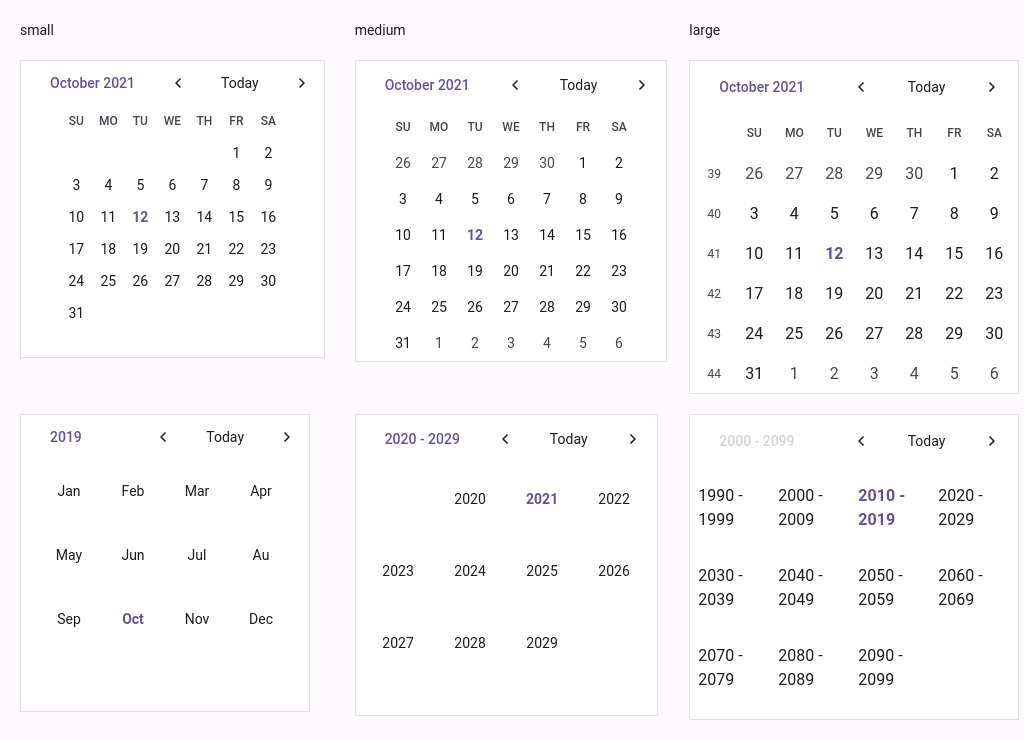 small
October 2021 Today
SU MO TU WE TH FR SA
1 2
3 4 5 6 7 8 9
10 11 12 13 14 15 16
17 18 19 20 21 22 23
24 25 26 27 28 29 30
31
medium
October 2021 Today
SU MO TU WE TH FR SA
26 27 28 29 30 1 2
3 4 5 6 7 8 9
10 11 12 13 14 15 16
17 18 19 20 21 22 23
24 25 26 27 28 29 30
31 1 2 3 4 5 6
large
October 2021 Today
SU MO TU WE TH FR SA
39 26 27 28 29 30 1 2
40 3 4 5 6 7 8 9
41 10 11 12 13 14 15 16
42 17 18 19 20 21 22 23
43 24 25 26 27 28 29 30
44 31 1 2 3 4 5 6
2019 Today
Jan Feb Mar Apr
May Jun Jul Au
Sep Oct Nov Dec
2020 - 2029 Today
2020 2021 2022
2023 2024 2025 2026
2027 2028 2029
2000 - 2099 Today
1990 - 2000 - 2010 - 2020 -
1999 2009 2019 2029
2030 - 2040 - 2050 - 2060 -
2039 2049 2059 2069
2070 - 2080 - 2090 -
2079 2089 2099